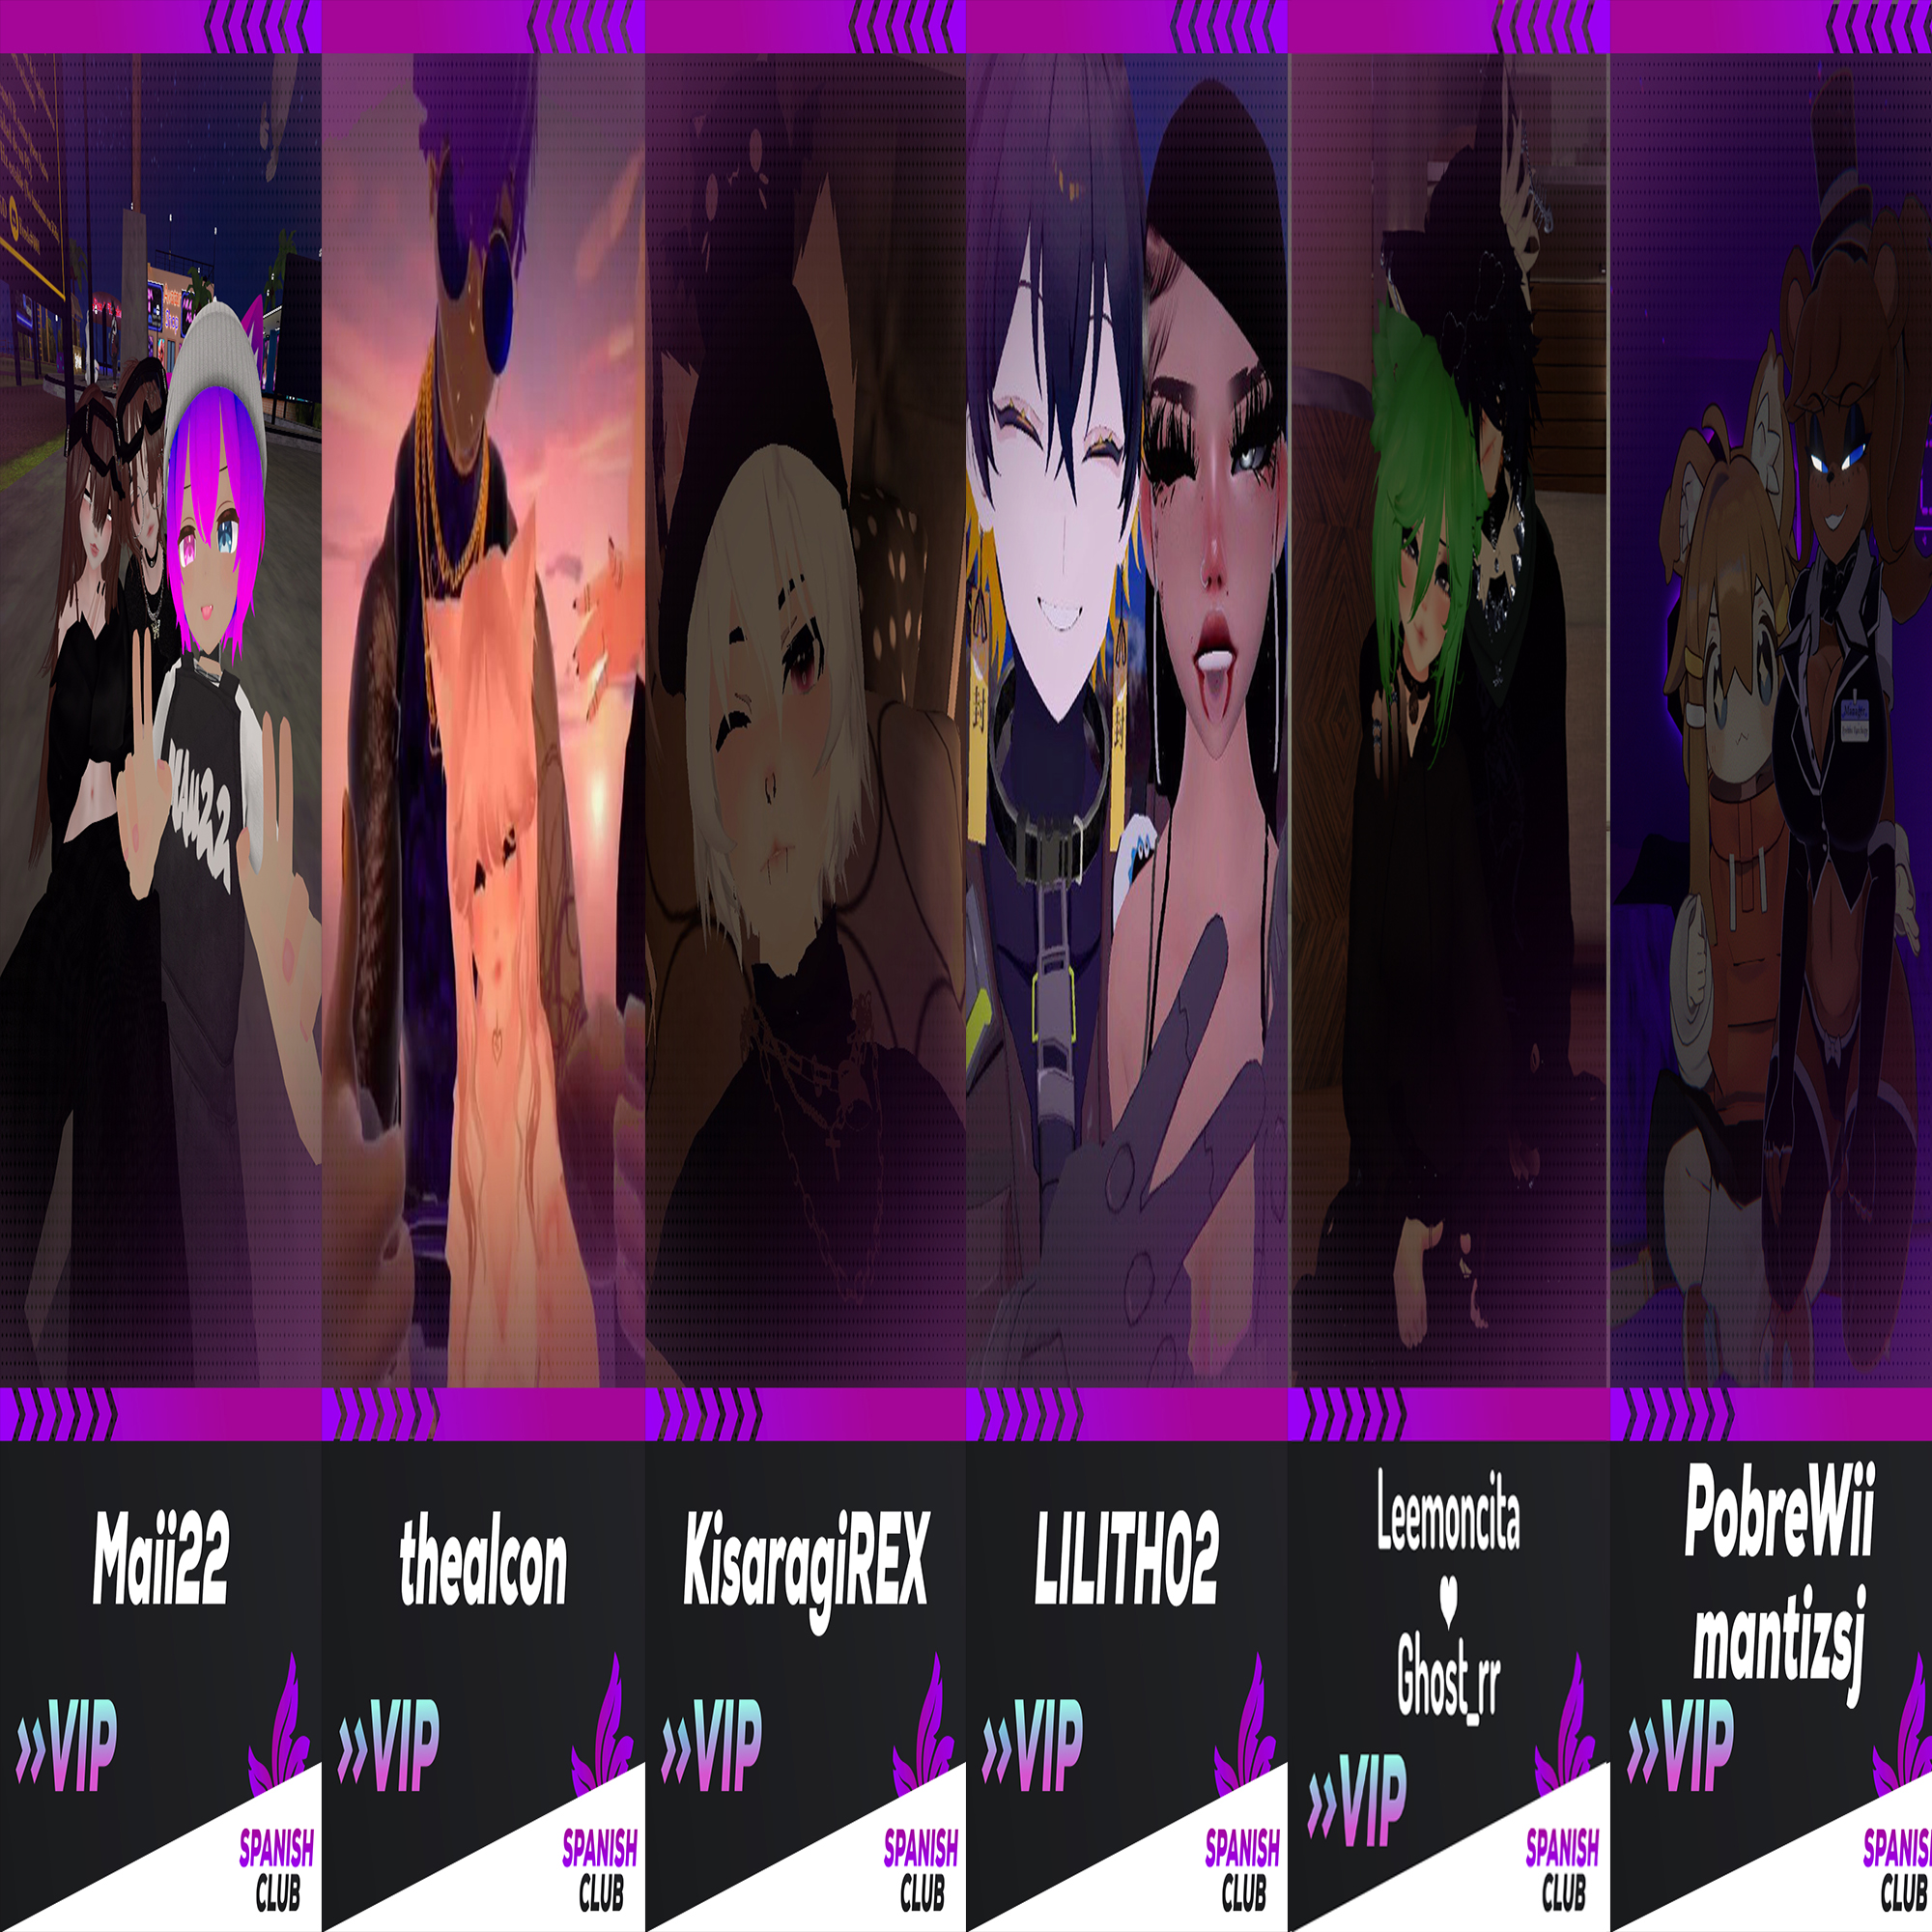 Maii22
VIP
SPANISH
CLUB
thealcon
VIP
SPANISH
CLUB
KisaragiREX
VIP
SPANISH
CLUB
LILITH02
VIP
SPANISH
CLUB
Leemoncita
♥
Ghost_rr
VIP
SPANISH
CLUB
PobreWii
mantizsj
VIP
SPANISH
CLUB